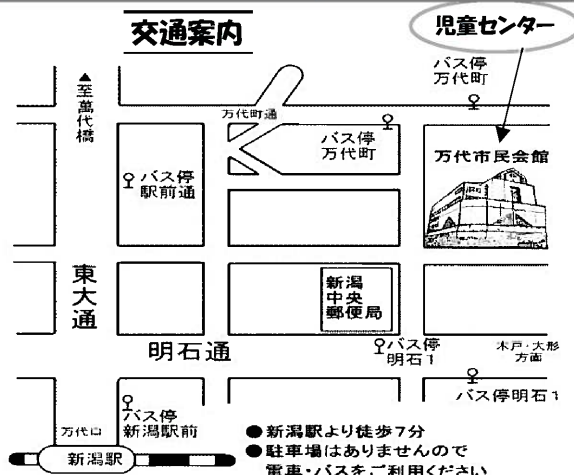 交通案内
児童センター
バス停
万代町
▲至萬代橋
万代町通
バス停
万代町
万代市民会館
バス停
駅前通
東大通
新潟
中央
郵便局
明石通
バス停
明石1
木戸・大形
方面
バス停明石1
バス停
新潟駅前
万代口
新潟駅
●新潟駅より徒歩7分
●駐車場はありませんので
電車・バスをご利用ください